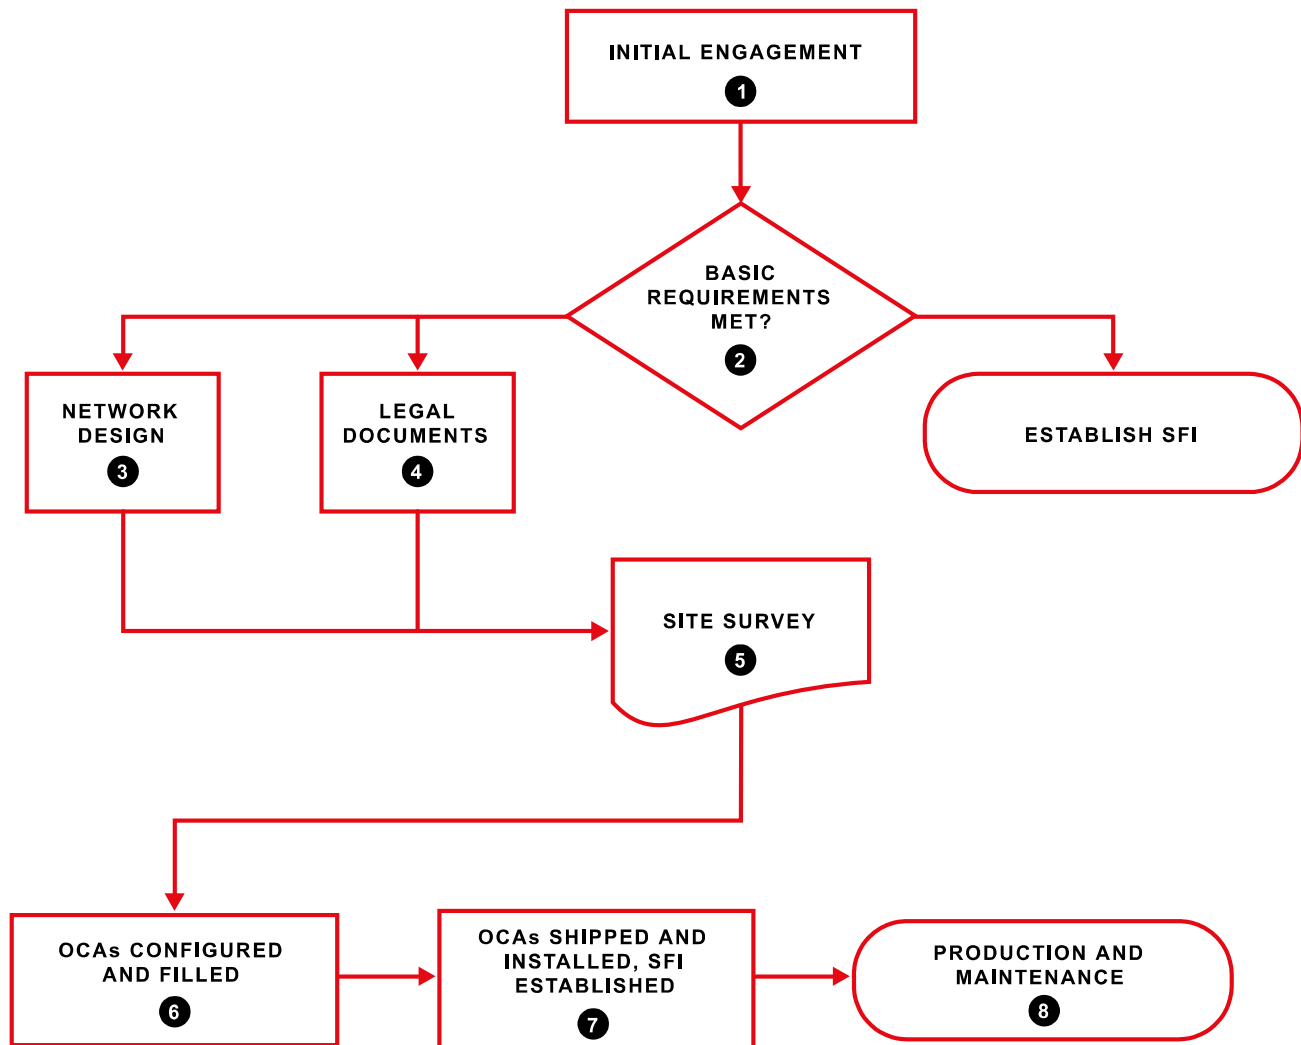 INITIAL ENGAGEMENT
1
BASIC
REQUIREMENTS
MET?
2
NETWORK
DESIGN
3
LEGAL
DOCUMENTS
4
ESTABLISH SFI
SITE SURVEY
5
OCAs CONFIGURED
AND FILLED
6
OCAs SHIPPED AND
INSTALLED, SFI
ESTABLISHED
7
PRODUCTION AND
MAINTENANCE
8